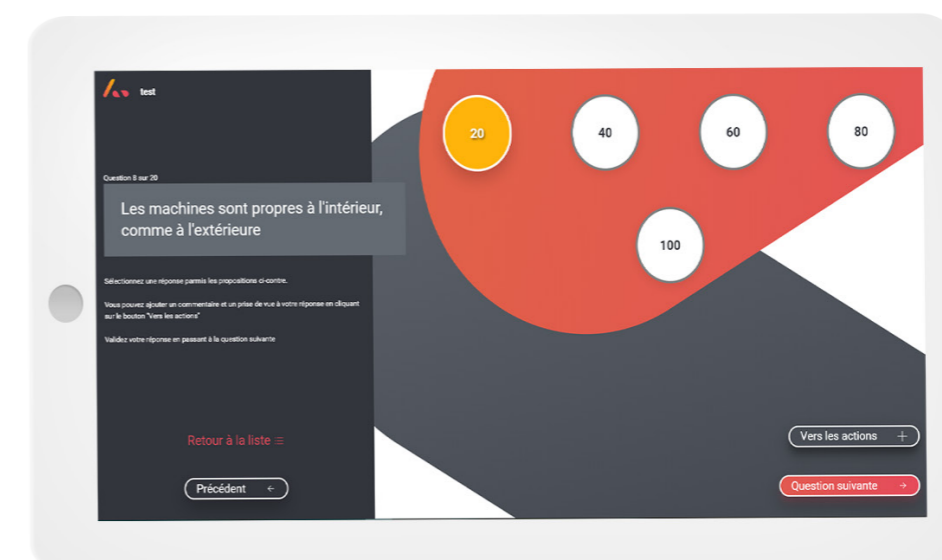 test
Question 8 sur 20
Les machines sont propres à l'intérieur,
comme à l'extérieure
Sélectionnez une réponse parmis les propositions ci-contre.
Vous pouvez ajouter un commentaire et un prise de vue à votre réponse en cliquant
sur le bouton "Vers les actions"
Validez votre réponse en passant à la question suivante
Retour à la liste
Précédent
20
40
60
80
100
Vers les actions
Question suivante